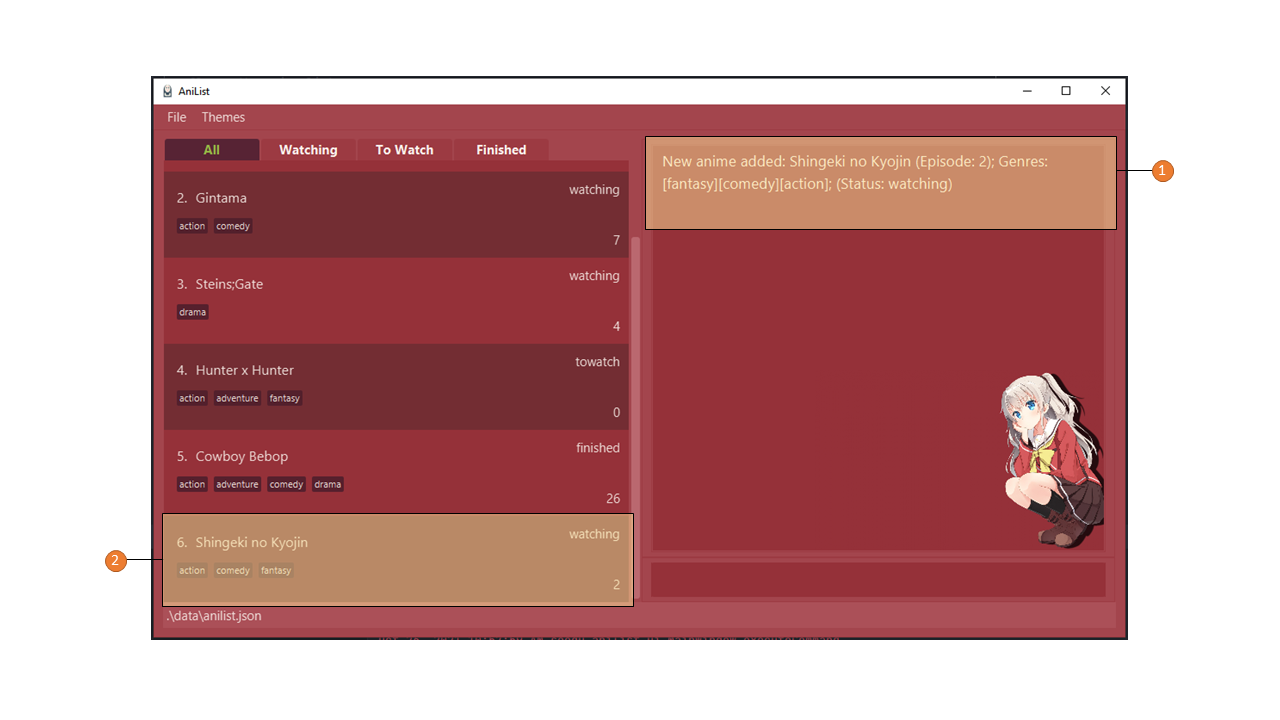 AniList
File Themes
All Watching To Watch Finished
2. Gintama
watching
action comedy
7
3. Steins;Gate
watching
drama
4
4. Hunter x Hunter
towatch
action adventure fantasy
0
5. Cowboy Bebop
finished
action adventure comedy drama
26
6. Shingeki no Kyojin
watching
action comedy fantasy
2
New anime added: Shingeki no Kyojin (Episode: 2); Genres:
[fantasy][comedy][action]; (Status: watching)
1
2
.\data\anilist.json